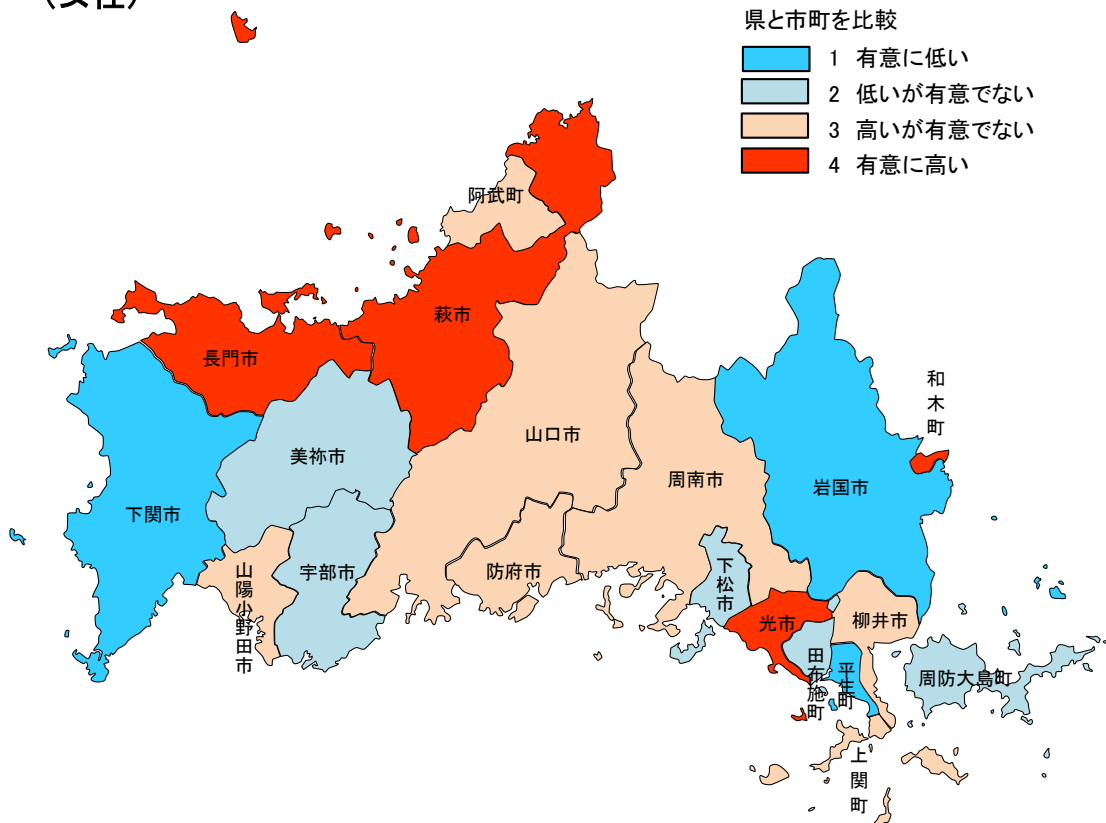 (女性)
県と市町を比較
1 有意に低い
2 低いが有意でない
3 高いが有意でない
4 有意に高い
阿武町
萩市
長門市
和木町
山口市
美祢市
周南市
岩国市
下関市
防府市
宇部市
山陽小野田市
下松市
光市
柳井市
田布施町
平生町
周防大島町
上関町